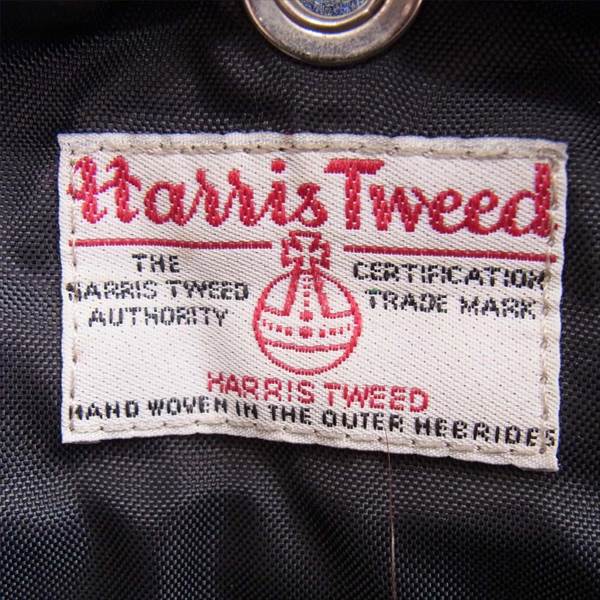 Harris Tweed
THE
HARRIS TWEED
AUTHORITY
CERTIFICATION
TRADE MARK
HARRIS TWEED
HAND WOVEN IN THE OUTER HEBRIDES